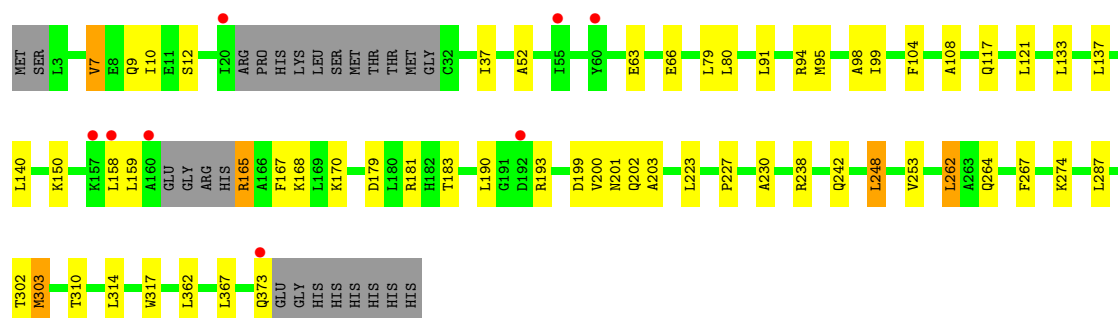 MET SER L3 V7 E8 Q9 I10 E11 S12 I20 ARG PRO HIS LYS LEU SER MET THR THR MET GLY C32 I37 A52 I55 Y60 E63 E66 L79 L80 L91 R94 M95 A98 I99 F104 A108 Q117 L121 L133 L137
L140 K150 K157 L158 L159 A160 GLU GLY ARG HIS R165 A166 F167 K168 L169 K170 D179 L180 R181 H182 T183 L190 G191 D192 R193 D199 V200 N201 Q202 A203 L223 P227 A230 R238 Q242 L248 V253 L262 A263 Q264 F267 K274 L287
T302 M303 T310 L314 W317 L362 L367 Q373 GLU GLY HIS HIS HIS HIS HIS HIS